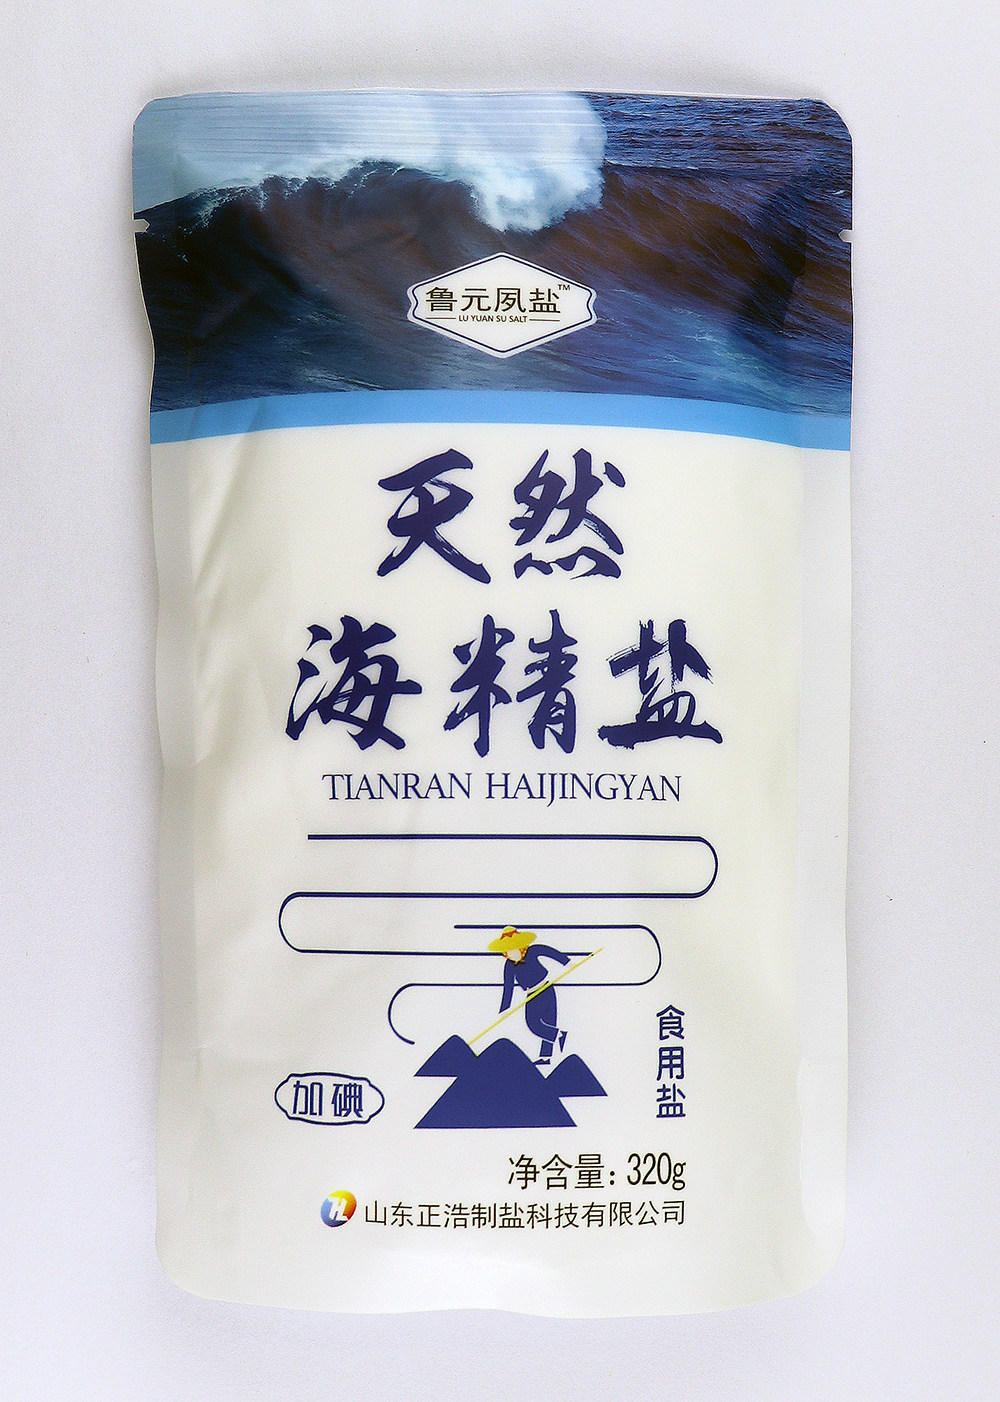 鲁元夙盐™
LU YUAN SU SALT
天然
海精盐
TIANRAN HAIJINGYAN
食用盐
加碘
净含量：320g
山东正浩制盐科技有限公司